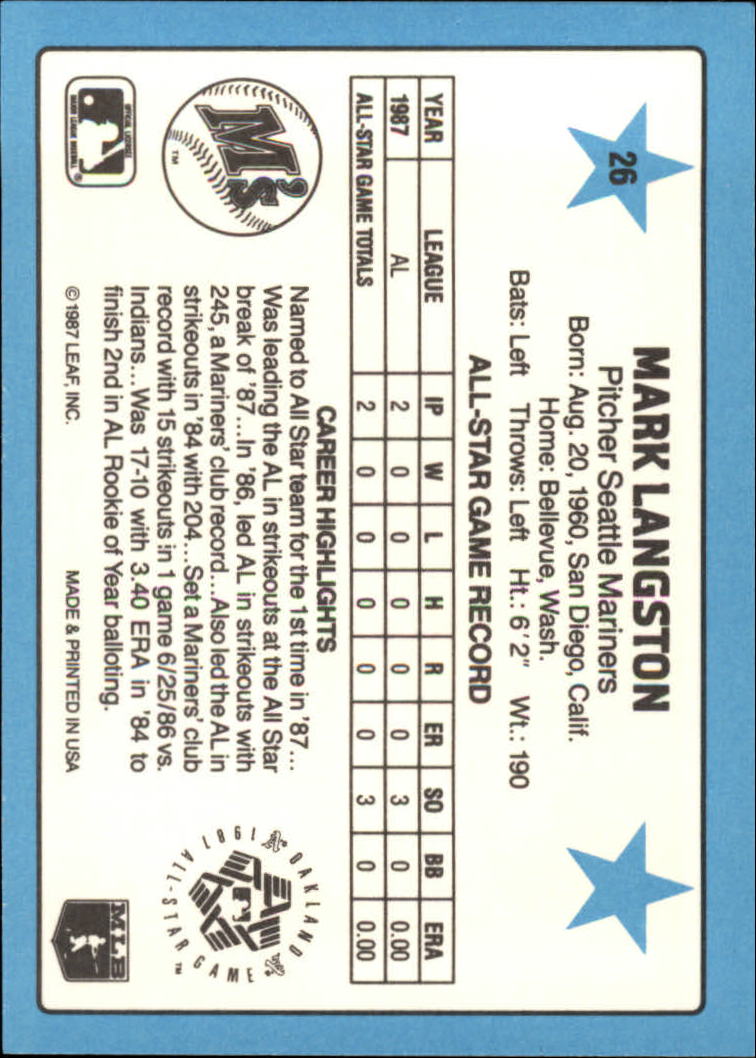 26
MARK LANGSTON
Pitcher Seattle Mariners
Born: Aug. 20, 1960, San Diego, Calif.
Home: Bellevue, Wash.
Bats: Left Throws: Left Ht.: 6'2" Wt.: 190
ALL-STAR GAME RECORD
YEAR LEAGUE IP W L H R ER SO BB ERA
1987 AL 2 0 0 0 0 0 3 0 0.00
ALL-STAR GAME TOTALS 2 0 0 0 0 0 3 0 0.00
M's
TM
CAREER HIGHLIGHTS
Named to All Star team for the 1st time in '87...
Was leading the AL in strikeouts at the All Star
break of '87...In '86, led AL in strikeouts with
245, a Mariners' club record...Also led the AL in
strikeouts in '84 with 204...Set a Mariners' club
record with 15 strikeouts in 1 game 6/25/86 vs.
Indians...Was 17-10 with 3.40 ERA in '84 to
finish 2nd in AL Rookie of Year balloting.
1987 OAKLAND
ALL-STAR GAME
TM
OFFICIAL LICENSEE
MAJOR LEAGUE BASEBALL
®
© 1987 LEAF, INC.
MADE & PRINTED IN USA
MLB